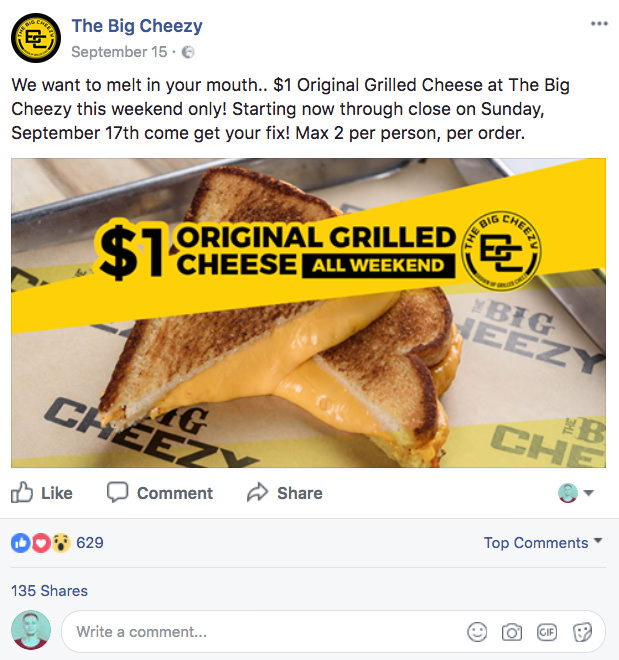 The Big Cheezy
September 15 ·
We want to melt in your mouth.. $1 Original Grilled Cheese at The Big
Cheezy this weekend only! Starting now through close on Sunday,
September 17th come get your fix! Max 2 per person, per order.
$1 ORIGINAL GRILLED
CHEESE ALL WEEKEND
THE BIG CHEEZY
BC
THE BIG
CHEEZY
BIG
CHEEZY
THE B
CHE
Like Comment Share
629 Top Comments
135 Shares
Write a comment...
GIF